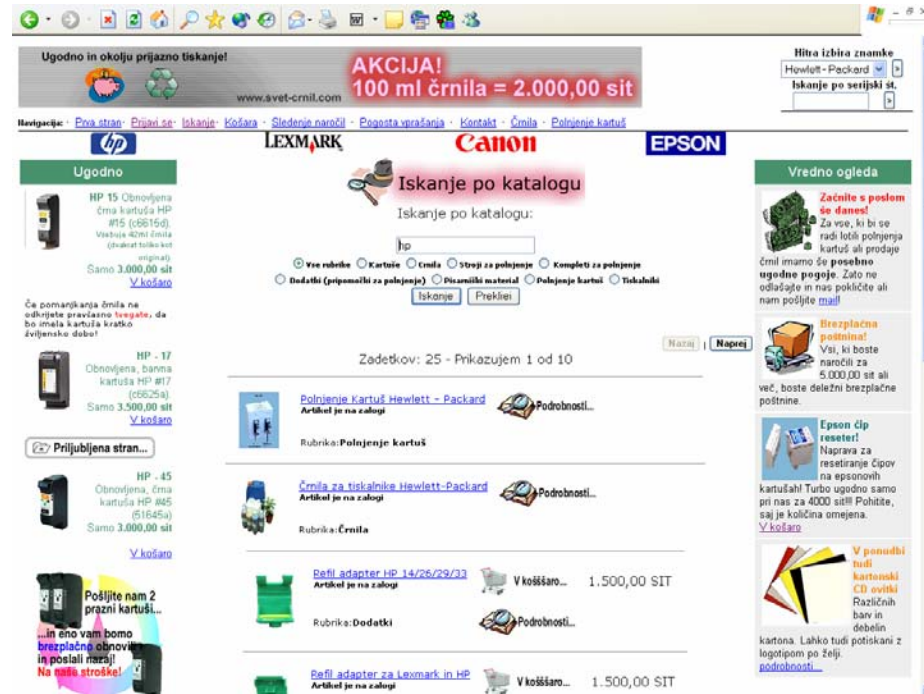 Ugodno in okolju prijazno tiskanje!
www.svet-crnil.com
AKCIJA!
100 ml črnila = 2.000,00 sit
Hitra izbira znamke
Hewlett-Packard
Iskanje po serijski št.
Navigacija: · Prva stran · Prijavi se · Iskanje · Košara · Sledenje naročil · Pogosta vprašanja · Kontakt · Črnila · Polnjenje kartuš
hp
LEXMARK
Canon
EPSON
Ugodno
HP 15 Obnovljena
črna kartuša HP
#15 (c6615d).
Vsebuje 42ml črnila
(dvakrat toliko kot
original).
Samo 3.000,00 sit
V košaro
Če pomanjkanja črnila ne
odkrijete pravšasno tvegate, da
bo imela kartuša kratko
življensko dobo!
HP - 17
Obnovljena, barvna
kartuša HP #17
(c6625a).
Samo 3.500,00 sit
V košaro
Priljubljena stran...
HP - 45
Obnovljena, črna
kartuša HP #45
(51645a)
Samo 3.000,00 sit
V košaro
Pošljite nam 2
prazni kartuši...
...in eno vam bomo
brezplačno obnovili
in poslali nazaj!
Na naše stroške!
Iskanje po katalogu
Iskanje po katalogu:
hp
Vse rubrike Kartuše Črnila Stroji za polnjenje Kompleti za polnjenje
Dodatki (pripomočki za polnjenje) Pisarniški material Polnjenje kartuš Tiskalniki
Iskanje Prekliči
Nazaj | Naprej
Zadetkov: 25 - Prikazujem 1 od 10
Polnjenje Kartuš Hewlett - Packard
Artikel je na zalogi
Podrobnosti...
Rubrika:Polnjenje kartuš
Črnila za tiskalnike Hewlett-Packard
Artikel je na zalogi
Podrobnosti...
Rubrika:Črnila
Refil adapter HP 14/26/29/33
Artikel je na zalogi
V košššaro... 1.500,00 SIT
Rubrika:Dodatki
Podrobnosti...
Refil adapter za Lexmark in HP
Artikel je na zalogi
V košššaro... 1.500,00 SIT
Vredno ogleda
Začnite s poslom
še danes!
Za vse, ki bi se
radi lotili polnjenja
kartuš ali prodaje
črnil imamo še posebno
ugodne pogoje. Zato ne
odlašajte in nas pokličite ali
nam pošljite mail!
Brezplačna
poštnina!
Vsi, ki boste
naročili za
5.000,00 sit ali
več, boste deležni brezplačne
poštnine.
Epson čip
reseter!
Naprava za
resetiranje čipov
na epsonovih
kartušah! Turbo ugodno samo
pri nas za 4000 sit!!! Pohitite,
saj je količina omejena.
V košaro
V ponudbi
tudi
kartonski
CD ovitki
Različnih
barv in
debelin
kartona. Lahko tudi potiskani z
logotipom po želji.
podrobnosti...